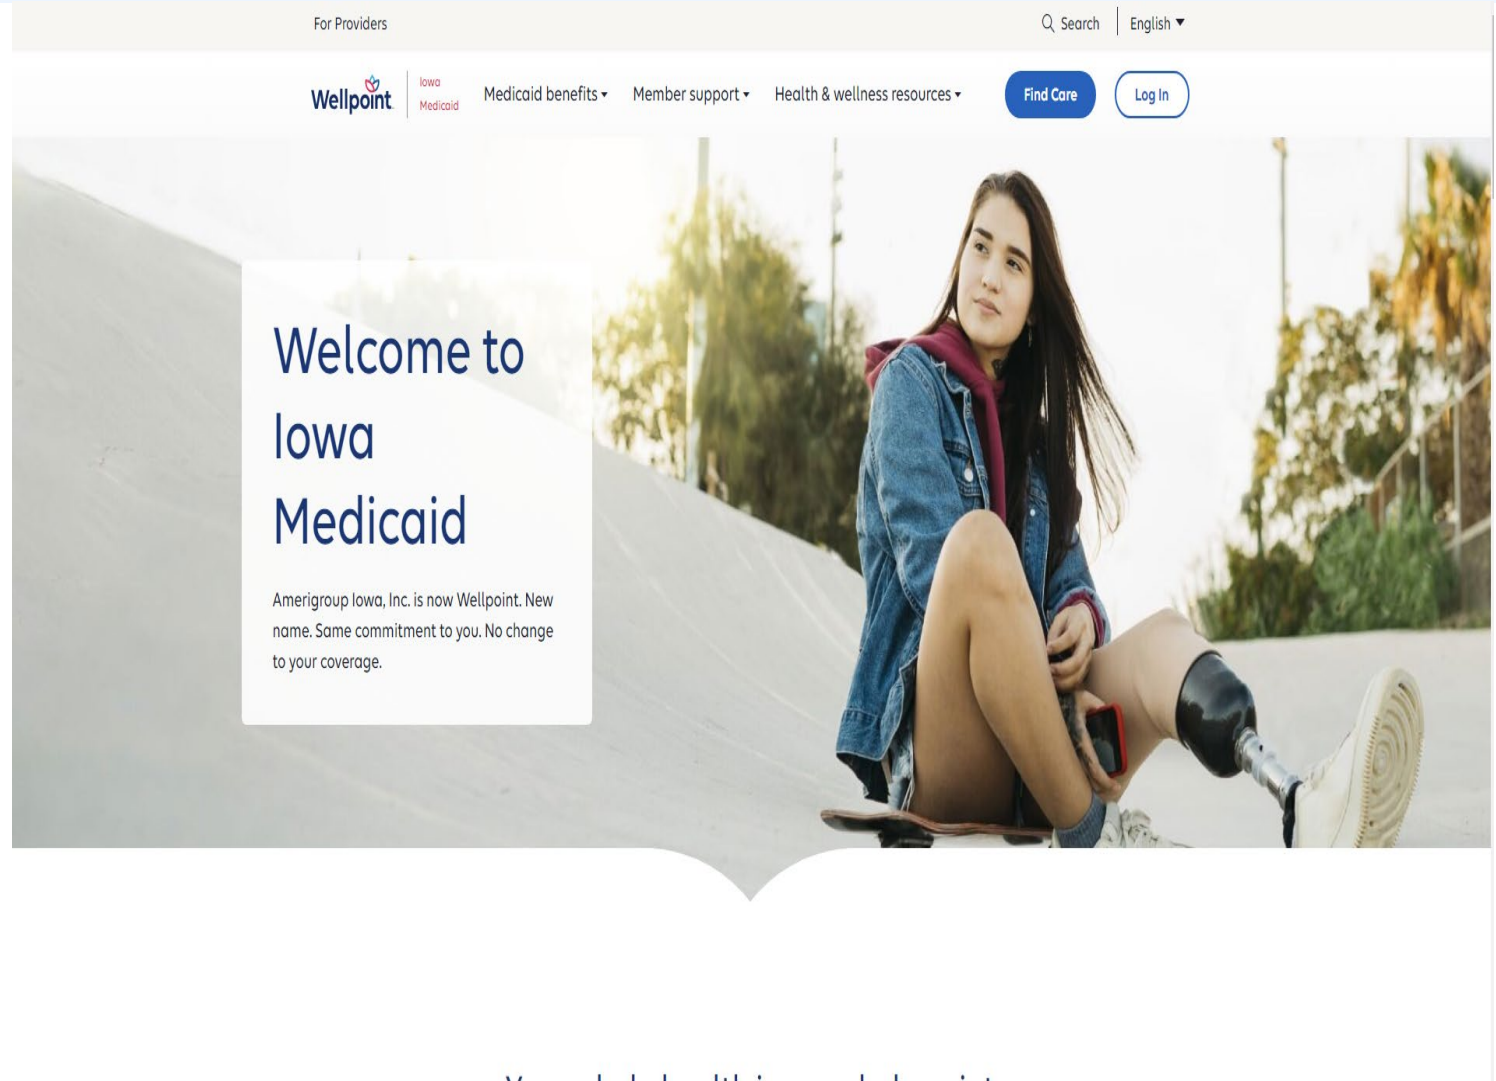 For Providers
Search
English
Wellpoint
Iowa
Medicaid
Medicaid benefits
Member support
Health & wellness resources
Find Care
Log In
Welcome to
Iowa
Medicaid
Amerigroup Iowa, Inc. is now Wellpoint. New
name. Same commitment to you. No change
to your coverage.